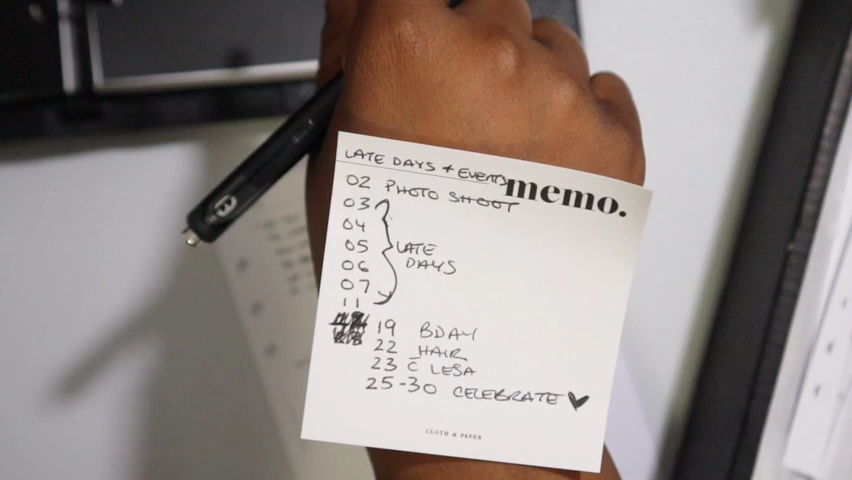 LATE DAYS + EVENTS
memo.
02 PHOTO SHOOT
03
04
05 LATE
06 DAYS
07
11
19 BDAY
22 HAIR
23 C̄ LESA
25-30 CELEBRATE ♥
CLOTH & PAPER
B